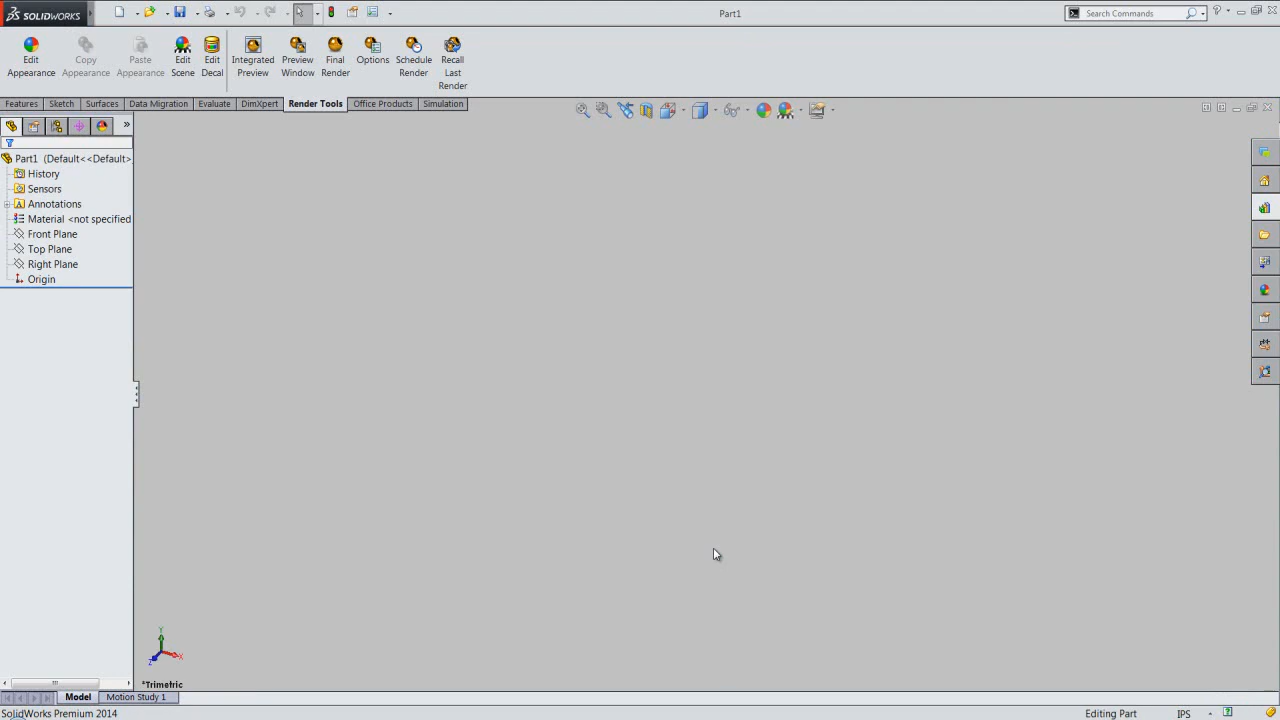 SOLIDWORKS
Part1
Search Commands
Edit Appearance
Copy Appearance
Paste Appearance
Edit Scene
Edit Decal
Integrated Preview
Preview Window
Final Render
Options
Schedule Render
Recall Last Render
Features
Sketch
Surfaces
Data Migration
Evaluate
DimXpert
Render Tools
Office Products
Simulation
Part1 (Default<<Default>
History
Sensors
Annotations
Material <not specified
Front Plane
Top Plane
Right Plane
Origin
Y
X
Z
*Trimetric
Model
Motion Study 1
SolidWorks Premium 2014
Editing Part
IPS